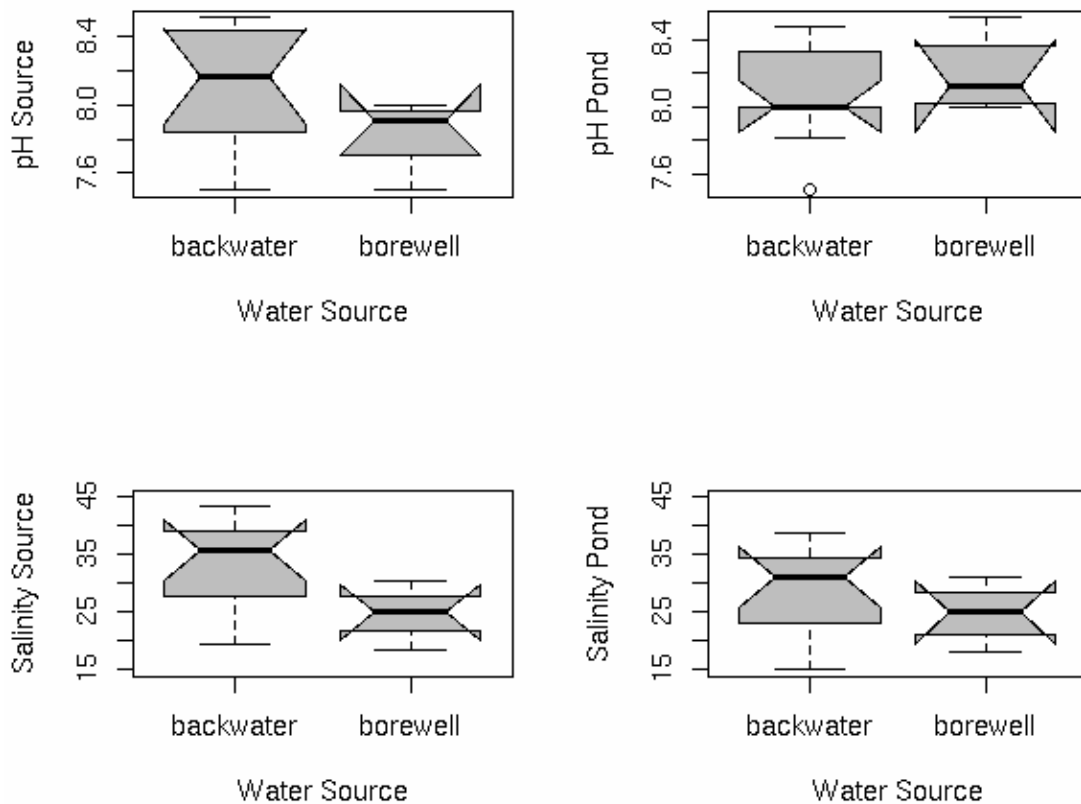 pH Source
8.4
8.0
7.6
backwater
borewell
Water Source
pH Pond
8.4
8.0
7.6
backwater
borewell
Water Source
Salinity Source
45
35
25
15
backwater
borewell
Water Source
Salinity Pond
45
35
25
15
backwater
borewell
Water Source